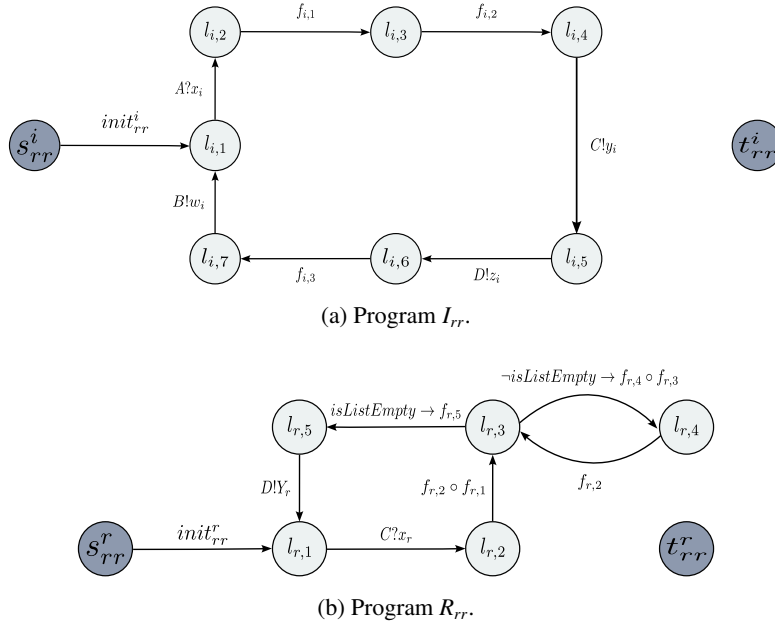 l_{i,2} f_{i,1} l_{i,3} f_{i,2} l_{i,4}
A?x_i
s^i_{rr} init^i_{rr} l_{i,1} C!y_i t^i_{rr}
B!w_i
l_{i,7} f_{i,3} l_{i,6} D!z_i l_{i,5}
(a) Program I_{rr}.
¬isListEmpty → f_{r,4} ∘ f_{r,3}
l_{r,5} isListEmpty → f_{r,5} l_{r,3} l_{r,4}
D!Y_r f_{r,2} ∘ f_{r,1} f_{r,2}
s^r_{rr} init^r_{rr} l_{r,1} C?x_r l_{r,2} t^r_{rr}
(b) Program R_{rr}.